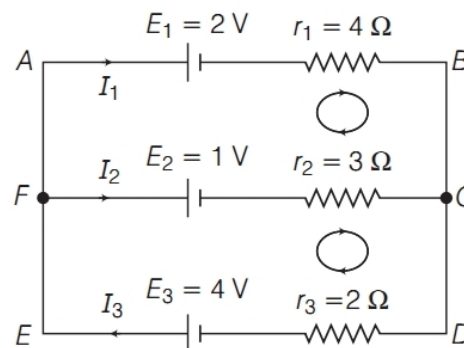 E₁ = 2 V r₁ = 4 Ω
A B
I₁
E₂ = 1 V r₂ = 3 Ω
I₂
F
E₃ = 4 V r₃ = 2 Ω
I₃
E D